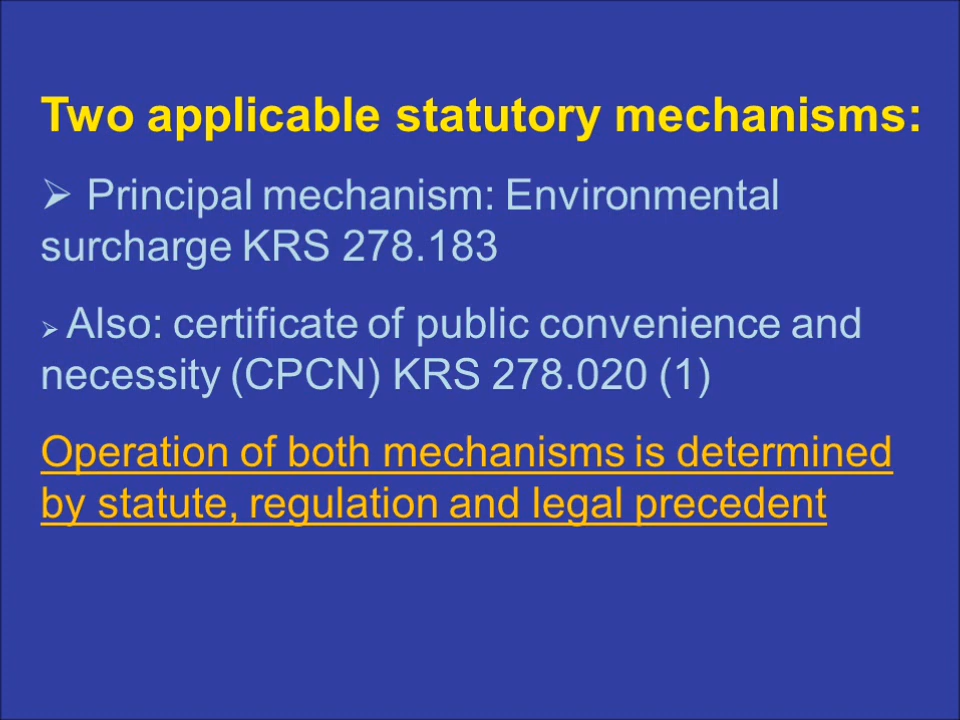 Two applicable statutory mechanisms:
➢ Principal mechanism: Environmental
surcharge KRS 278.183
➢ Also: certificate of public convenience and
necessity (CPCN) KRS 278.020 (1)
Operation of both mechanisms is determined
by statute, regulation and legal precedent